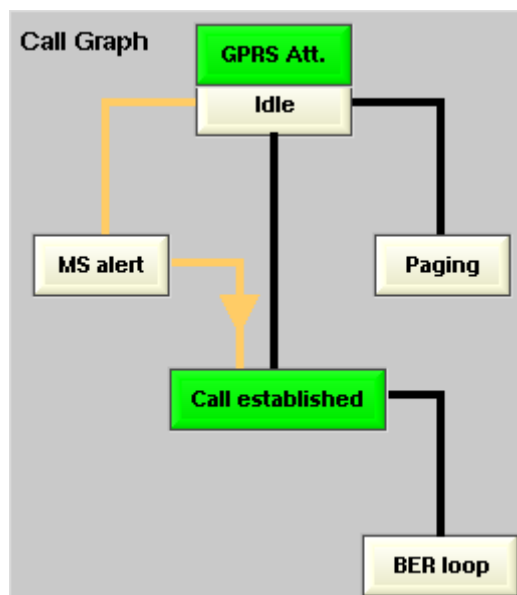 Call Graph
GPRS Att.
Idle
MS alert
Paging
Call established
BER loop